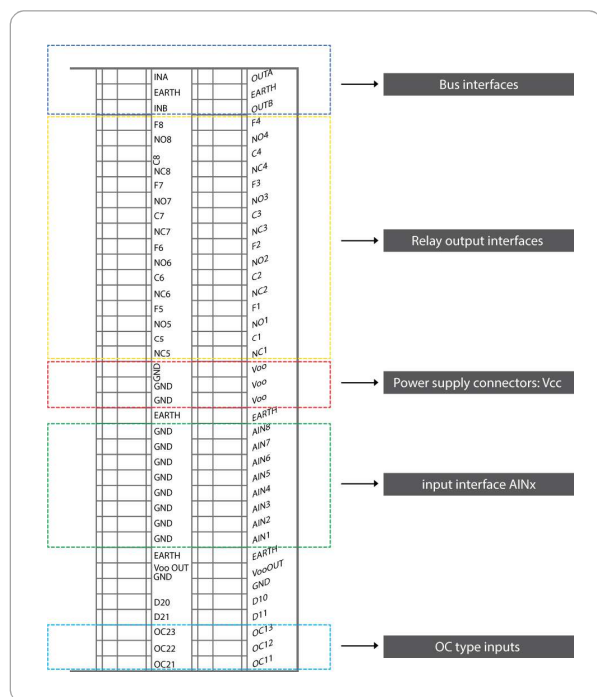 INA OUTA
EARTH EARTH
INB OUTB
Bus interfaces
F8 F4
NO8 NO4
C8 C4
NC8 NC4
F7 F3
NO7 NO3
C7 C3
NC7 NC3
F6 F2
NO6 NO2
C6 C2
NC6 NC2
F5 F1
NO5 NO1
C5 C1
NC5 NC1
Relay output interfaces
GND Voo
GND Voo
GND Voo
Power supply connectors: Vcc
EARTH EARTH
GND AIN8
GND AIN7
GND AIN6
GND AIN5
GND AIN4
GND AIN3
GND AIN2
GND AIN1
input interface AINx
EARTH EARTH
Voo OUT VooOUT
GND GND
D20 D10
D21 D11
OC23 OC13
OC22 OC12
OC21 OC11
OC type inputs